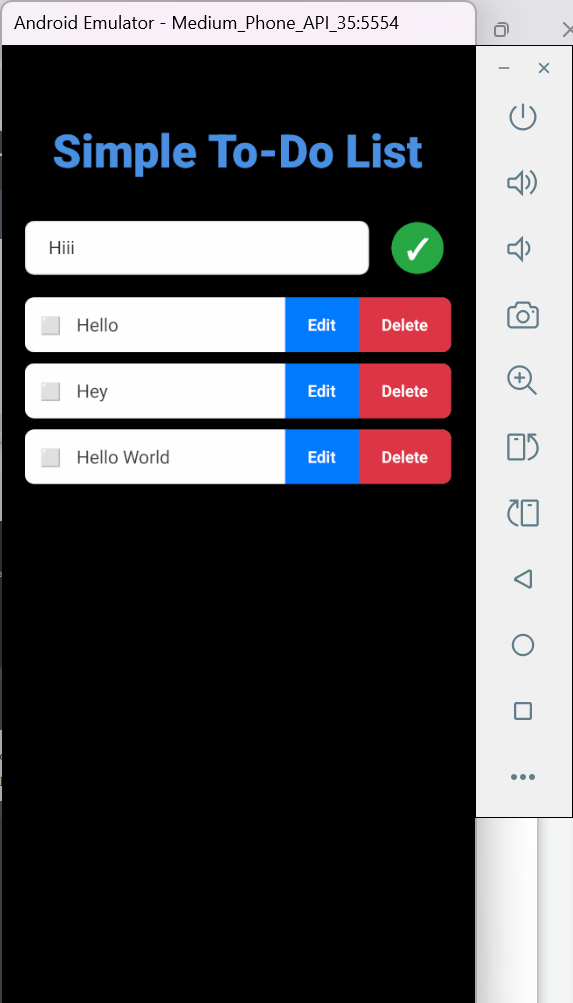 Android Emulator - Medium_Phone_API_35:5554
Simple To-Do List
Hiii
Hello Edit Delete
Hey Edit Delete
Hello World Edit Delete